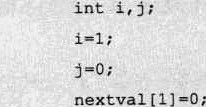 int i,j;
i=1;
j=0;
nextval[1]=0;